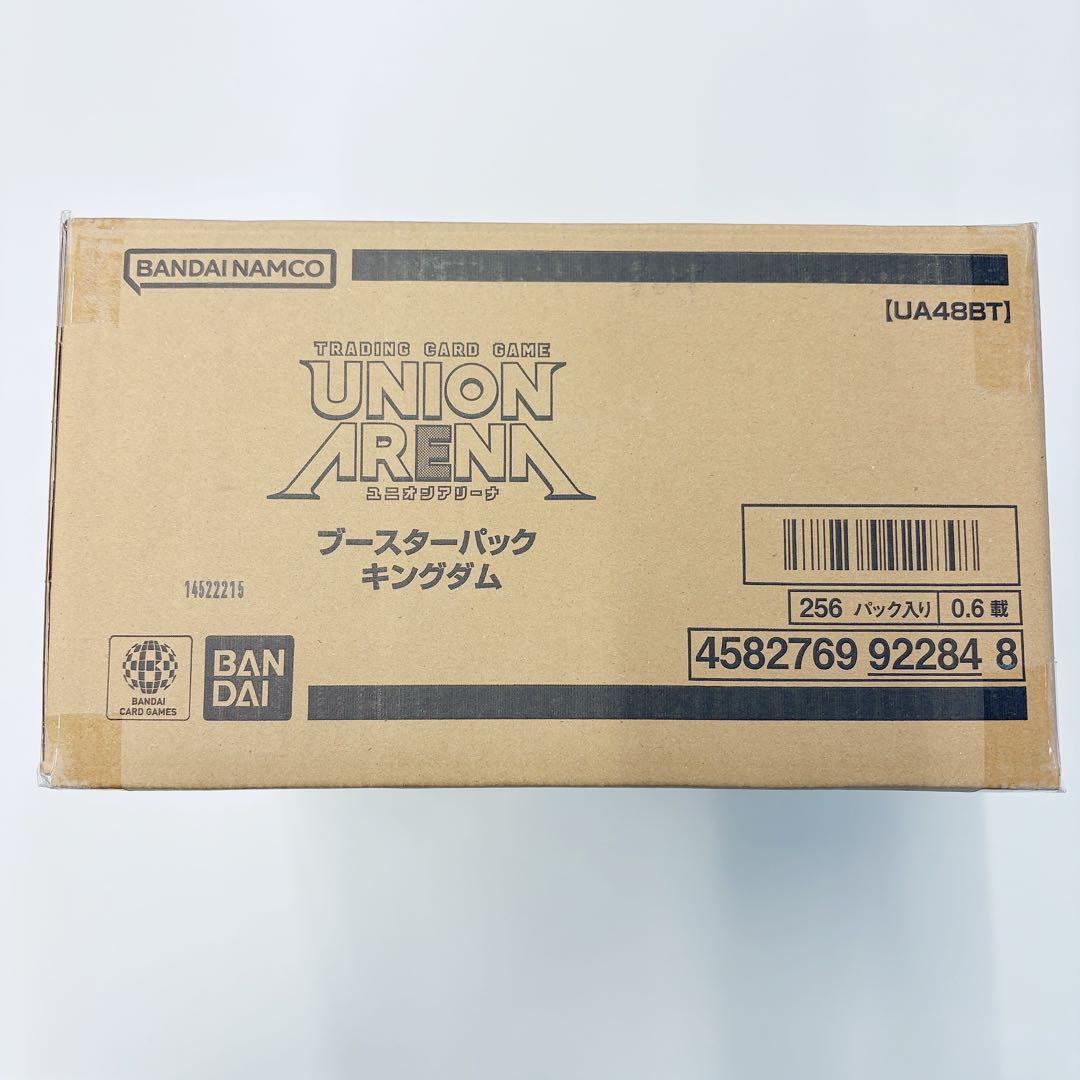 BANDAI NAMCO
【UA48BT】
TRADING CARD GAME
UNION
ARENA
ユニオンアリーナ
ブースターパック
キングダム
14522215
256 パック入り 0.6 載
4582769 92284 8
BANDAI
CARD GAMES
BAN
DAI